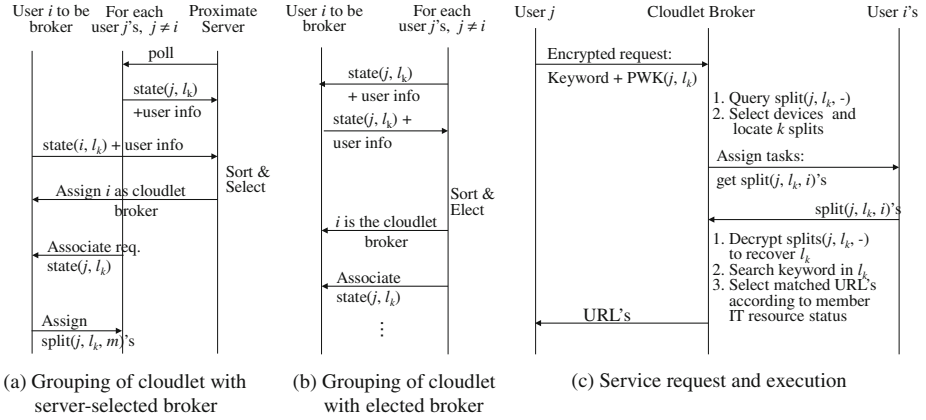 User i to be
broker
For each
user j's, j ≠ i
Proximate
Server
poll
state(j, lk)
+user info
state(i, lk) + user info
Sort &
Select
Assign i as cloudlet
broker
Associate req.
state(j, lk)
Assign
split(j, lk, m)'s
(a) Grouping of cloudlet with
server-selected broker
User i to be
broker
For each
user j's, j ≠ i
state(j, lk)
+ user info
state(j, lk) +
user info
Sort &
Elect
i is the cloudlet
broker
Associate
state(j, lk)
⋮
(b) Grouping of cloudlet
with elected broker
User j
Cloudlet Broker
User i's
Encrypted request:
Keyword + PWK(j, lk)
1. Query split(j, lk, -)
2. Select devices and
locate k splits
Assign tasks:
get split(j, lk, i)'s
split(j, lk, i)'s
1. Decrypt splits(j, lk, -)
to recover lk
2. Search keyword in lk
3. Select matched URL's
according to member
IT resource status
URL's
(c) Service request and execution